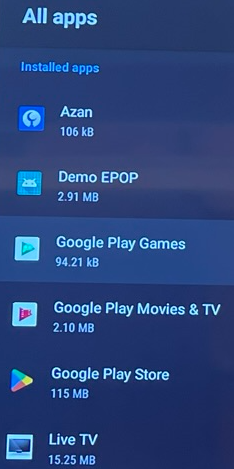 All apps
Installed apps
Azan
106 kB
Demo EPOP
2.91 MB
Google Play Games
94.21 kB
Google Play Movies & TV
2.10 MB
Google Play Store
115 MB
Live TV
15.25 MB